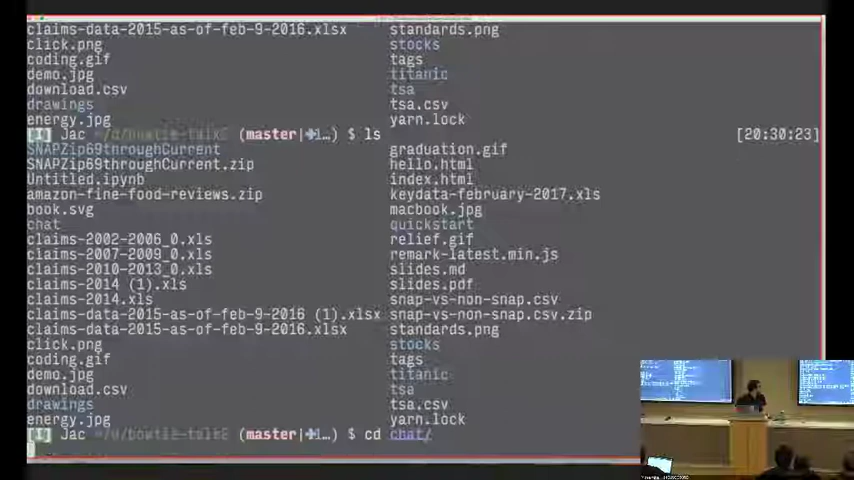 claims-data-2015-as-of-feb-9-2016.xlsx standards.png
click.png stocks
coding.gif tags
demo.jpg titanic
download.csv tsa
drawings tsa.csv
energy.jpg yarn.lock
[I] Jac ~/d/bowtie-talk (master|…) $ ls [20:30:23]
SNAPZip69throughCurrent graduation.gif
SNAPZip69throughCurrent.zip hello.html
Untitled.ipynb index.html
amazon-fine-food-reviews.zip keydata-february-2017.xls
book.svg macbook.jpg
chat quickstart
claims-2002-2006_0.xls relief.gif
claims-2007-2009_0.xls remark-latest.min.js
claims-2010-2013_0.xls slides.md
claims-2014 (1).xls slides.pdf
claims-2014.xls snap-vs-non-snap.csv
claims-data-2015-as-of-feb-9-2016 (1).xlsx snap-vs-non-snap.csv.zip
claims-data-2015-as-of-feb-9-2016.xlsx standards.png
click.png stocks
coding.gif tags
demo.jpg titanic
download.csv tsa
drawings tsa.csv
energy.jpg yarn.lock
[I] Jac ~/d/bowtie-talk (master|…) $ cd chat/